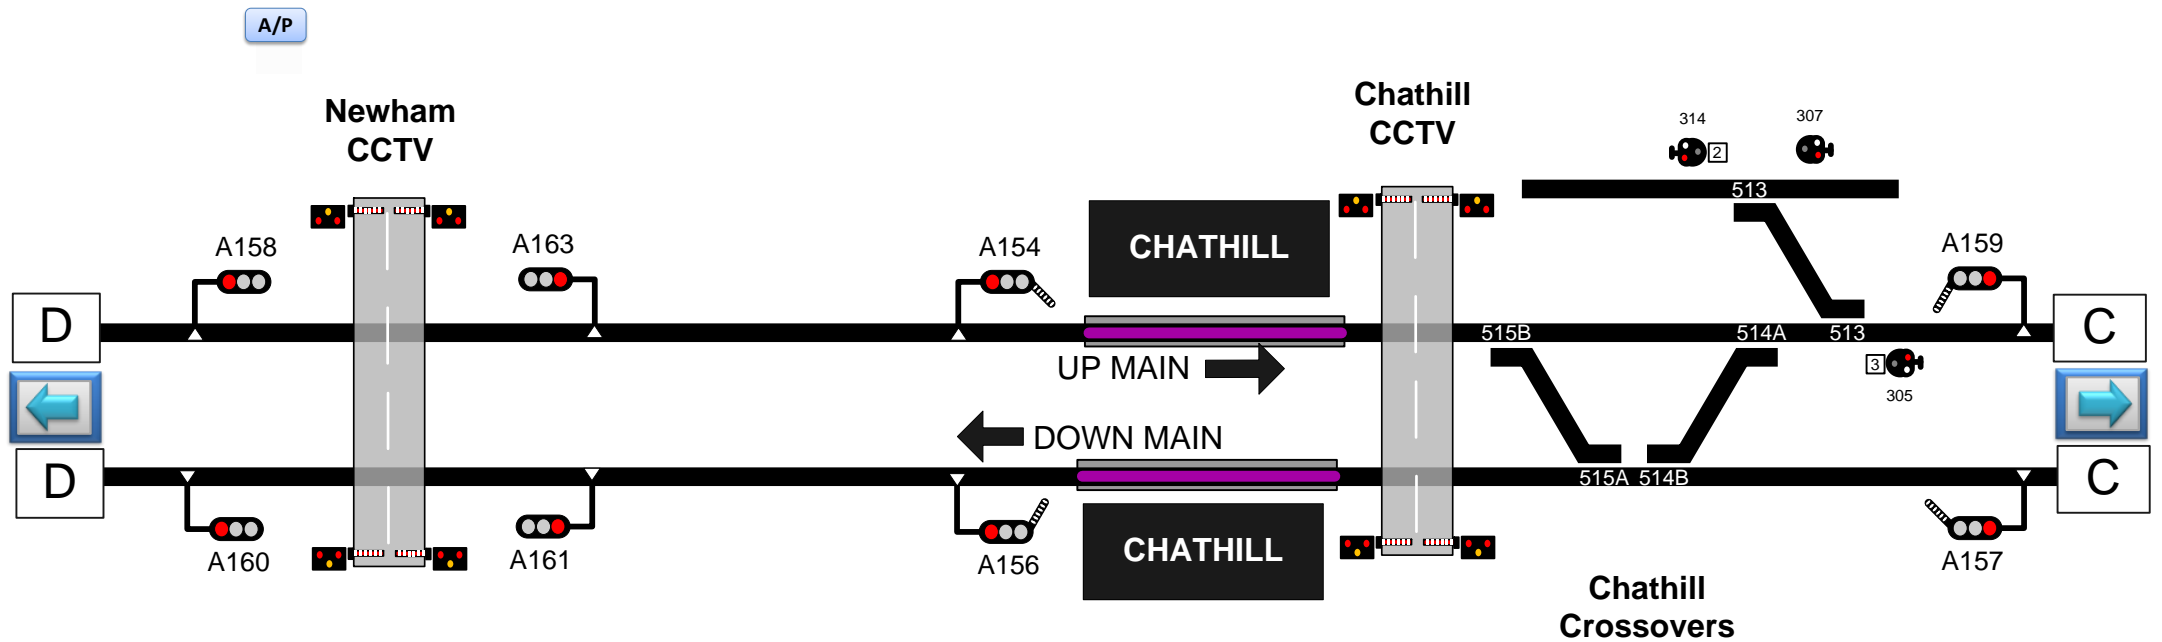 A/P
Newham
CCTV
Chathill
CCTV
314
307
2
513
A158
A163
A154
CHATHILL
A159
D
515B
514A
513
C
UP MAIN
3
305
DOWN MAIN
D
515A
514B
C
A160
A161
A156
CHATHILL
A157
Chathill
Crossovers